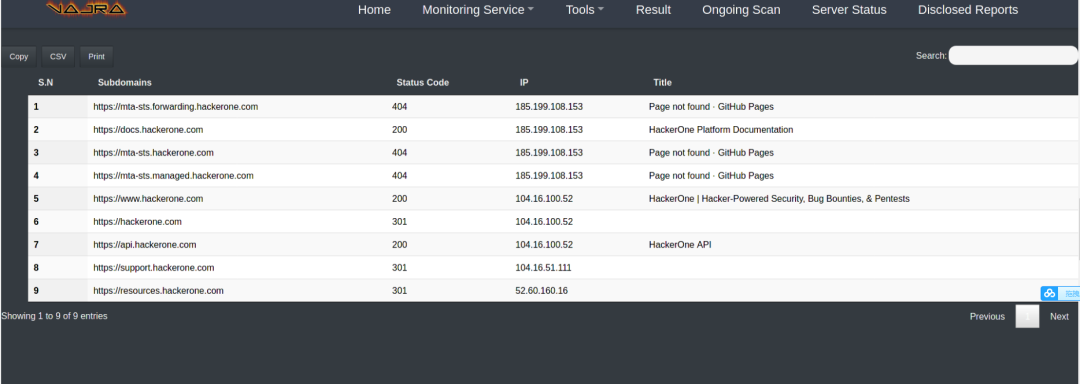 VAJRA Home Monitoring Service Tools Result Ongoing Scan Server Status Disclosed Reports
Copy CSV Print Search:
S.N Subdomains Status Code IP Title
1 https://mta-sts.forwarding.hackerone.com 404 185.199.108.153 Page not found · GitHub Pages
2 https://docs.hackerone.com 200 185.199.108.153 HackerOne Platform Documentation
3 https://mta-sts.hackerone.com 404 185.199.108.153 Page not found · GitHub Pages
4 https://mta-sts.managed.hackerone.com 404 185.199.108.153 Page not found · GitHub Pages
5 https://www.hackerone.com 200 104.16.100.52 HackerOne | Hacker-Powered Security, Bug Bounties, & Pentests
6 https://hackerone.com 301 104.16.100.52
7 https://api.hackerone.com 200 104.16.100.52 HackerOne API
8 https://support.hackerone.com 301 104.16.51.111
9 https://resources.hackerone.com 301 52.60.160.16
Showing 1 to 9 of 9 entries Previous 1 Next